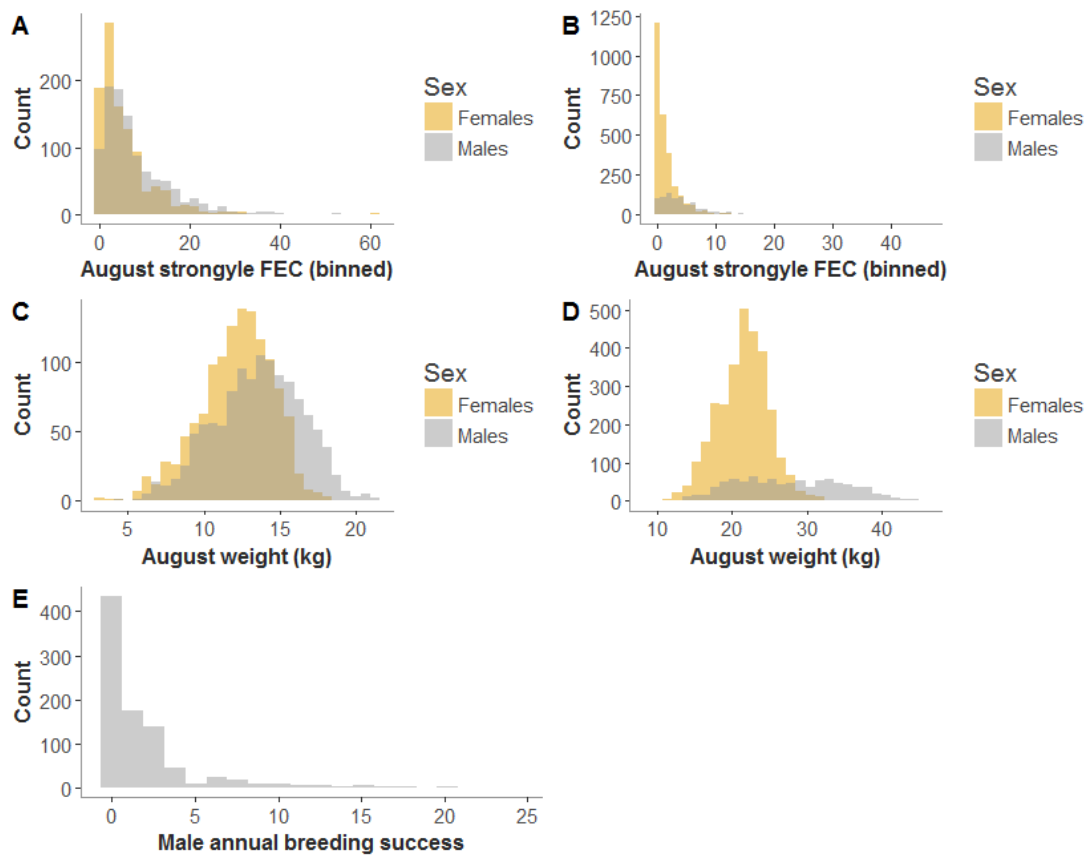 A
Count
200
100
0
0 20 40 60
August strongyle FEC (binned)
Sex
Females
Males
B
Count
1250
1000
750
500
250
0
0 10 20 30 40
August strongyle FEC (binned)
Sex
Females
Males
C
Count
100
50
0
5 10 15 20
August weight (kg)
Sex
Females
Males
D
Count
500
400
300
200
100
0
10 20 30 40
August weight (kg)
Sex
Females
Males
E
Count
400
300
200
100
0
0 5 10 15 20 25
Male annual breeding success